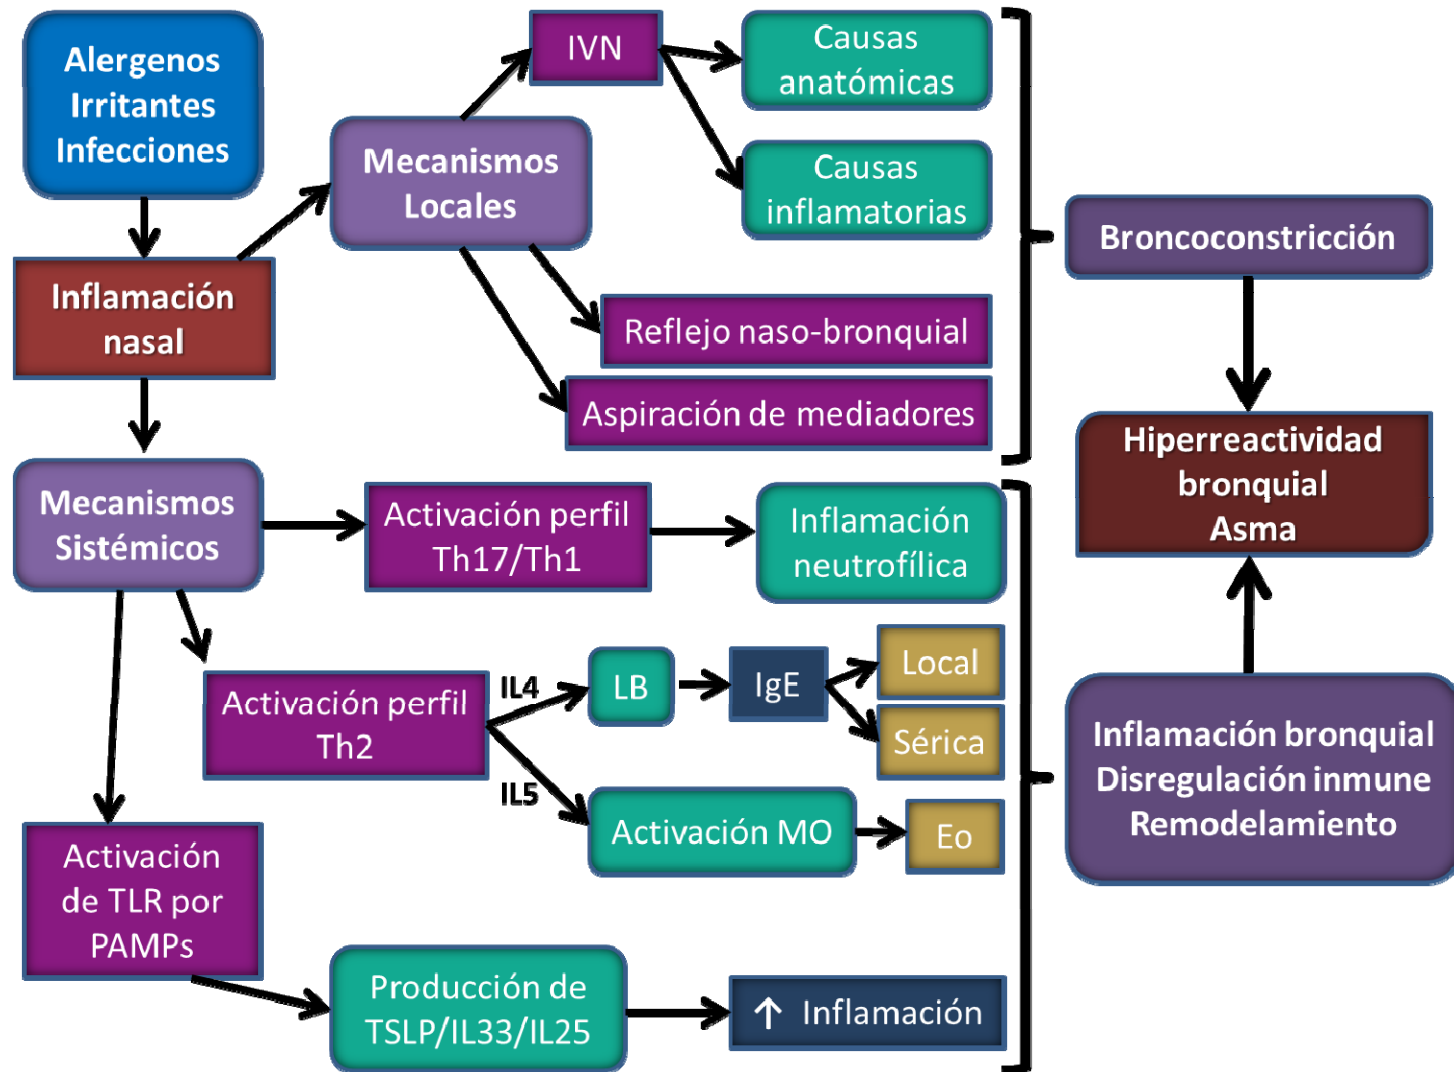 Alergenos
Irritantes
Infecciones
IVN
Causas
anatómicas
Mecanismos
Locales
Causas
inflamatorias
Inflamación
nasal
Reflejo naso-bronquial
Aspiración de mediadores
Broncoconstricción
Hiperreactividad
bronquial
Asma
Mecanismos
Sistémicos
Activación perfil
Th17/Th1
Inflamación
neutrofílica
Activación perfil
Th2
IL4
LB
IgE
Local
Sérica
IL5
Activación MO
Eo
Inflamación bronquial
Disregulación inmune
Remodelamiento
Activación
de TLR por
PAMPs
Producción de
TSLP/IL33/IL25
↑ Inflamación